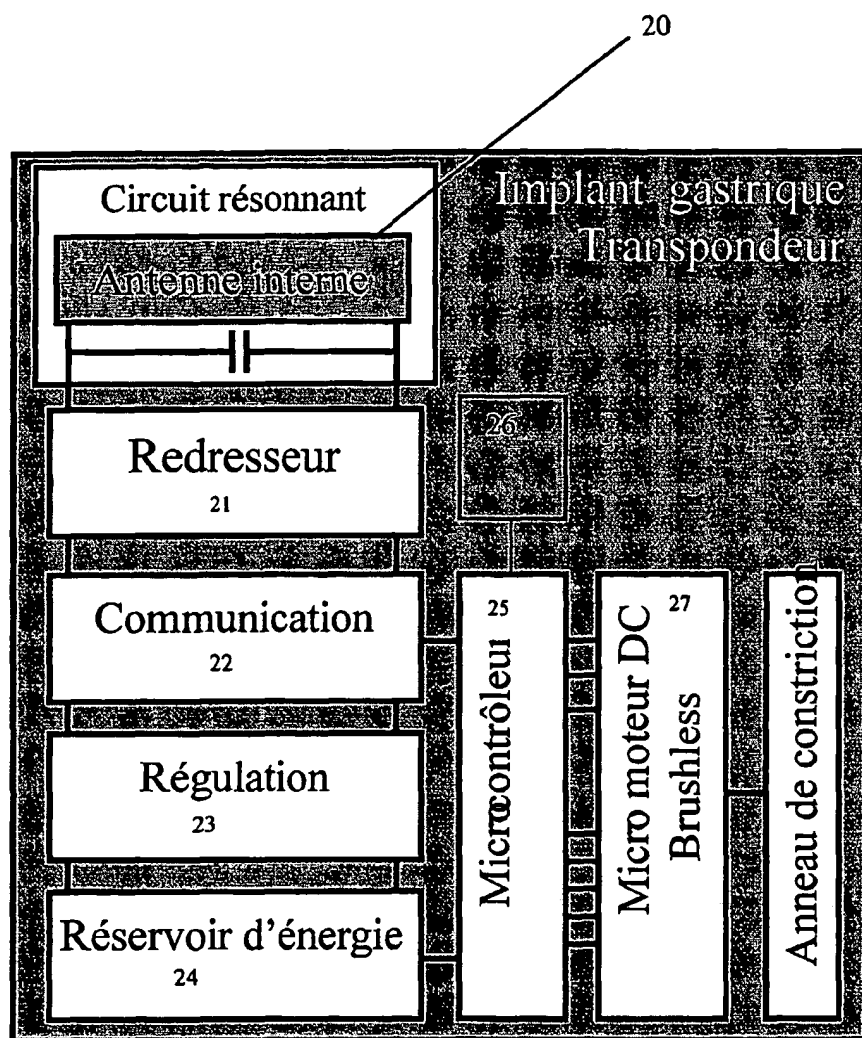 20
Implant gastrique
Transpondeur
Circuit résonnant
Antenne interne
Redresseur
21
26
Communication
22
Régulation
23
Réservoir d'énergie
24
25
Microcontrôleur
27
Micro moteur DC
Brushless
Anneau de constriction